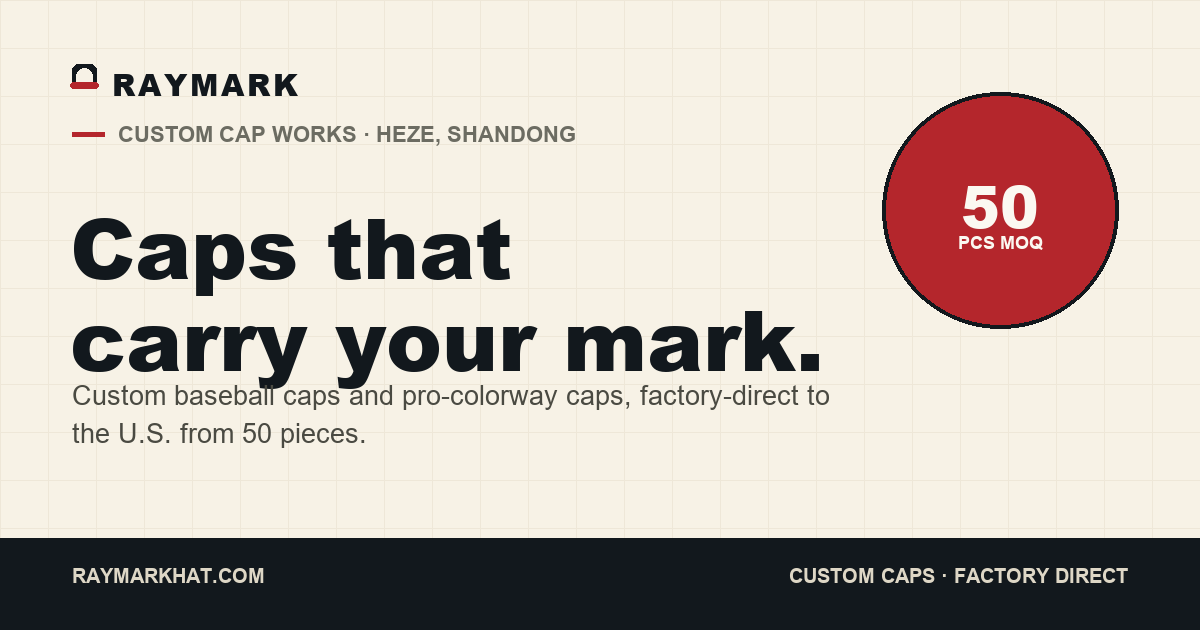 RAYMARK
CUSTOM CAP WORKS · HEZE, SHANDONG
Caps that
carry your mark.
Custom baseball caps and pro-colorway caps, factory-direct to
the U.S. from 50 pieces.
50
PCS MOQ
RAYMARKHAT.COM
CUSTOM CAPS · FACTORY DIRECT